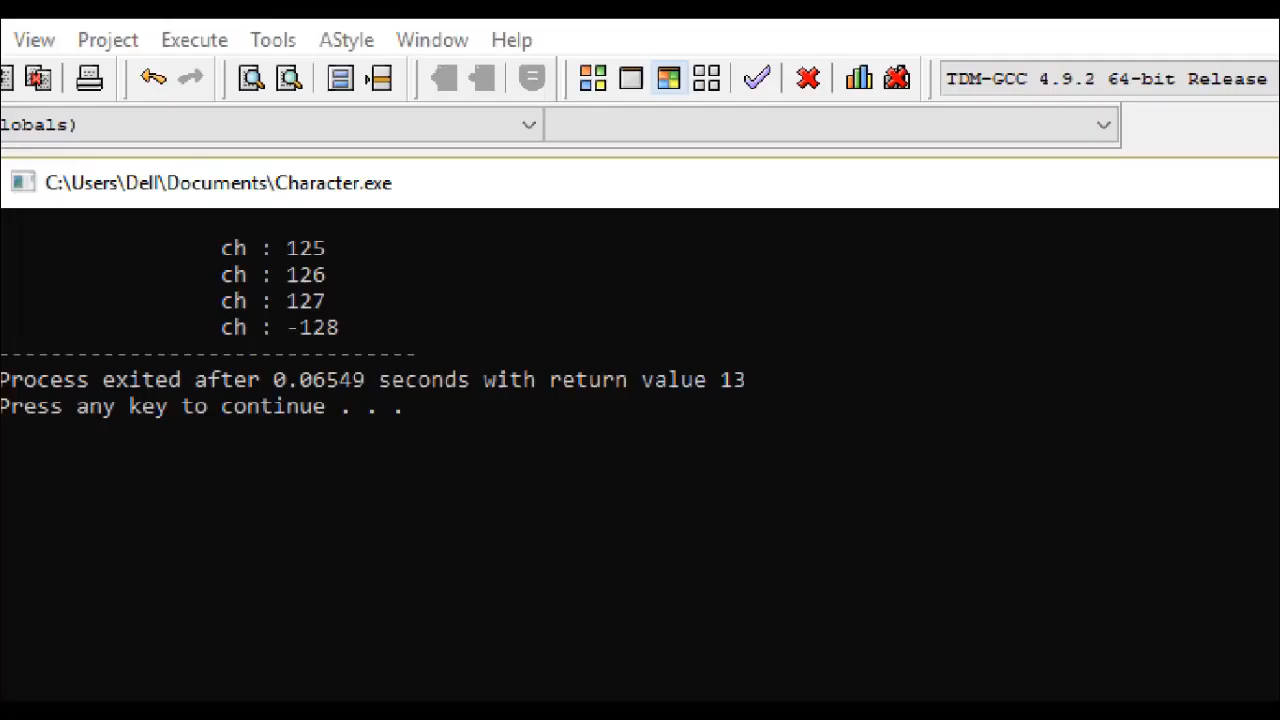 View Project Execute Tools AStyle Window Help
TDM-GCC 4.9.2 64-bit Release
lobals)
C:\Users\Dell\Documents\Character.exe
ch : 125
ch : 126
ch : 127
ch : -128
--------------------------------
Process exited after 0.06549 seconds with return value 13
Press any key to continue . . .